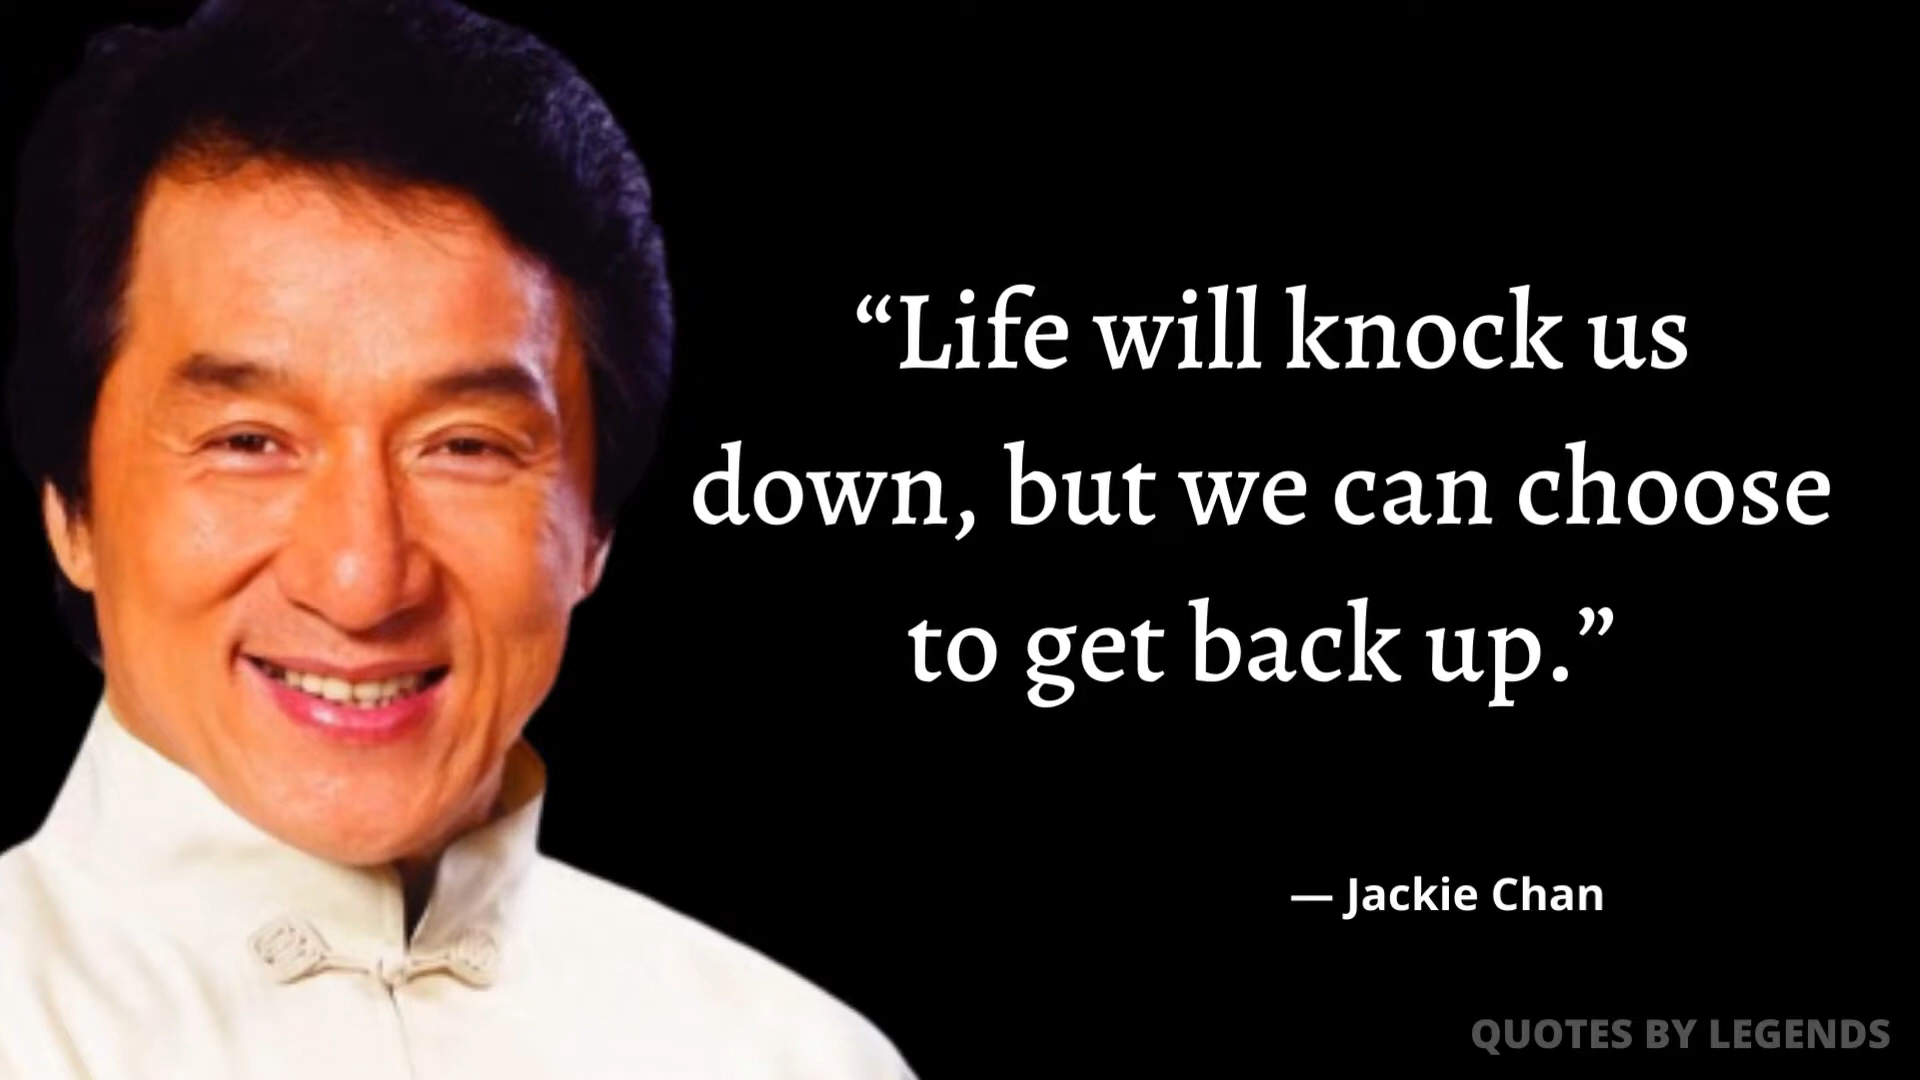 “Life will knock us
down, but we can choose
to get back up.”
— Jackie Chan
QUOTES BY LEGENDS